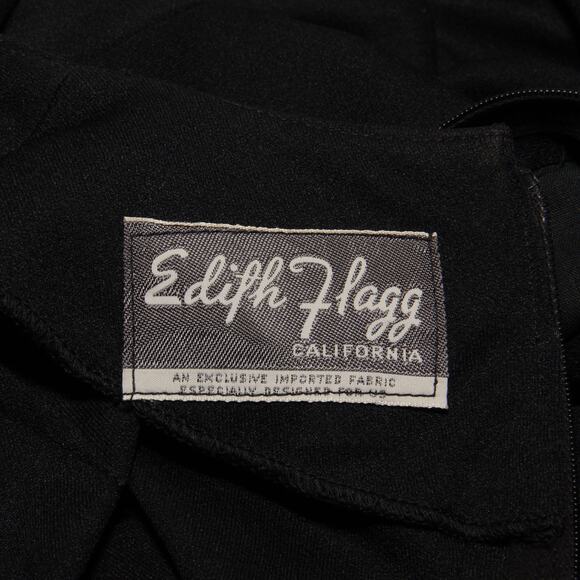 Edith Flagg
CALIFORNIA
AN EXCLUSIVE IMPORTED FABRIC
ESPECIALLY DESIGNED FOR US